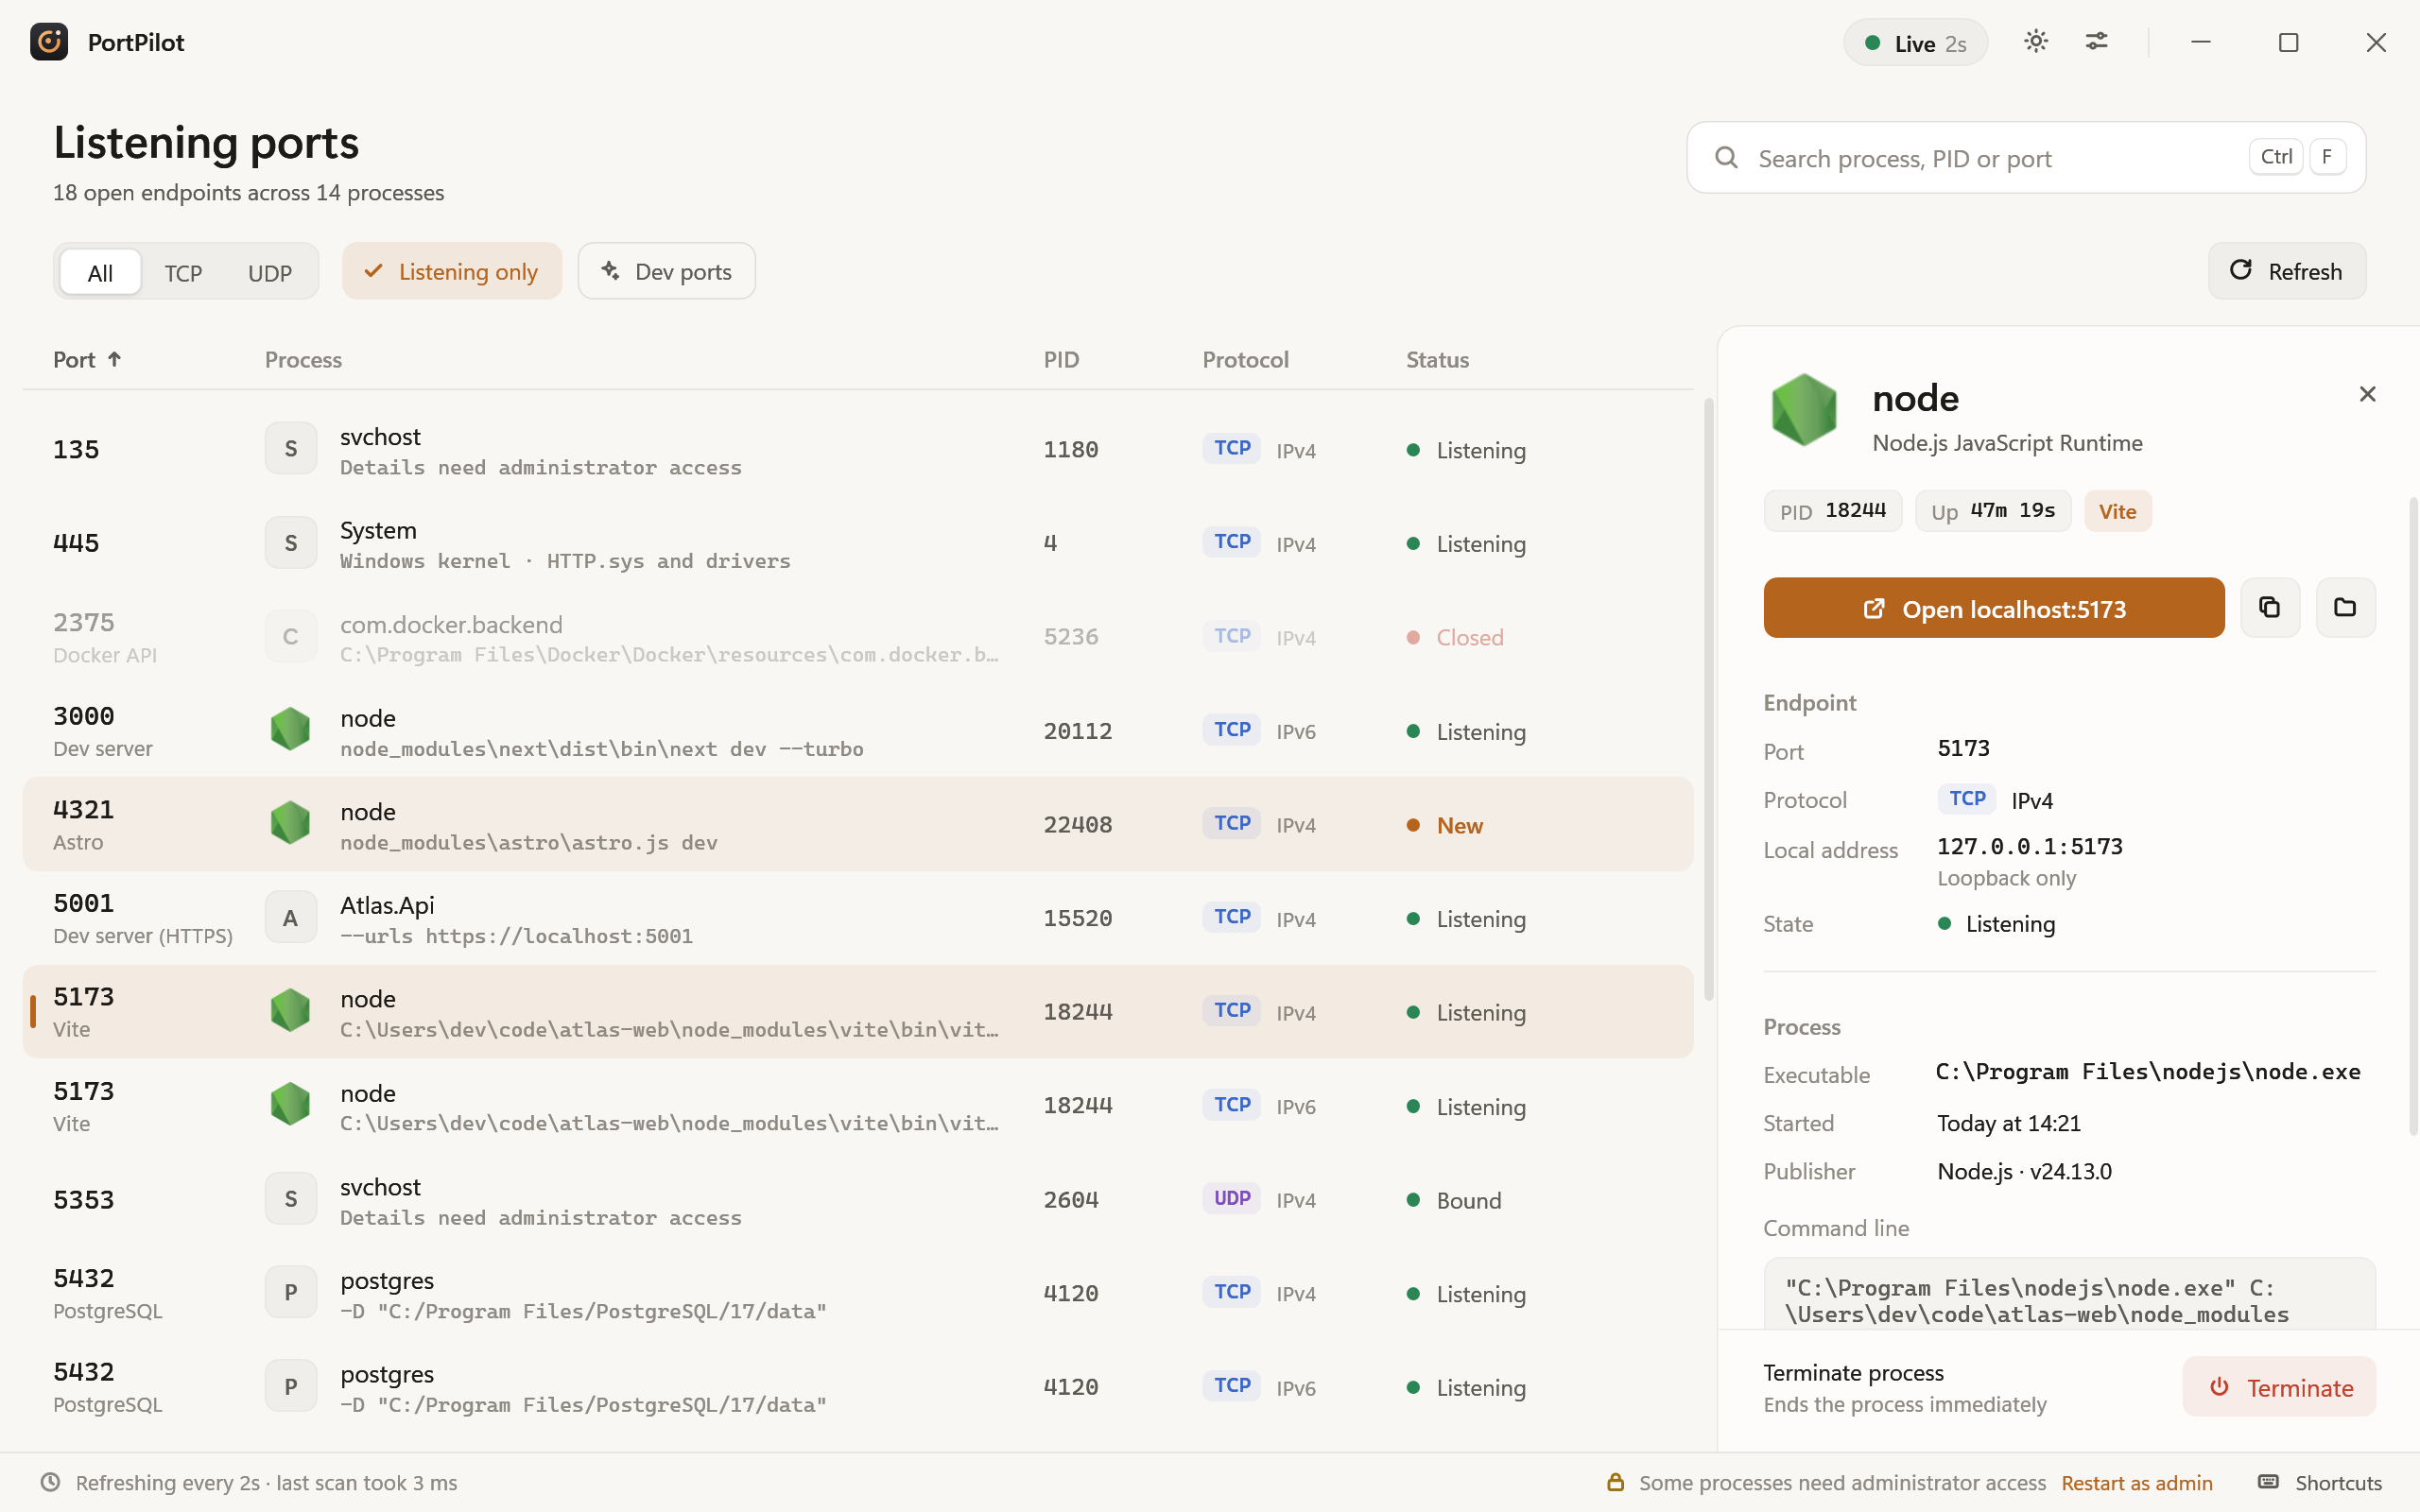 PortPilot
Live 2s
Listening ports
18 open endpoints across 14 processes
Search process, PID or port
Ctrl F
All TCP UDP
Listening only
Dev ports
Refresh
Port Process PID Protocol Status
135 S svchost 1180 TCP IPv4 Listening
Details need administrator access
445 S System 4 TCP IPv4 Listening
Windows kernel · HTTP.sys and drivers
2375 C com.docker.backend 5236 TCP IPv4 Closed
Docker API C:\Program Files\Docker\Docker\resources\com.docker.b…
3000 node 20112 TCP IPv6 Listening
Dev server node_modules\next\dist\bin\next dev --turbo
4321 node 22408 TCP IPv4 New
Astro node_modules\astro\astro.js dev
5001 A Atlas.Api 15520 TCP IPv4 Listening
Dev server (HTTPS) --urls https://localhost:5001
5173 node 18244 TCP IPv4 Listening
Vite C:\Users\dev\code\atlas-web\node_modules\vite\bin\vit…
5173 node 18244 TCP IPv6 Listening
Vite C:\Users\dev\code\atlas-web\node_modules\vite\bin\vit…
5353 S svchost 2604 UDP IPv4 Bound
Details need administrator access
5432 P postgres 4120 TCP IPv4 Listening
PostgreSQL -D "C:/Program Files/PostgreSQL/17/data"
5432 P postgres 4120 TCP IPv6 Listening
PostgreSQL -D "C:/Program Files/PostgreSQL/17/data"
node
Node.js JavaScript Runtime
PID 18244 Up 47m 19s Vite
Open localhost:5173
Endpoint
Port 5173
Protocol TCP IPv4
Local address 127.0.0.1:5173
Loopback only
State Listening
Process
Executable C:\Program Files\nodejs\node.exe
Started Today at 14:21
Publisher Node.js · v24.13.0
Command line
"C:\Program Files\nodejs\node.exe" C:
\Users\dev\code\atlas-web\node_modules
Terminate process
Ends the process immediately
Terminate
Refreshing every 2s · last scan took 3 ms
Some processes need administrator access Restart as admin
Shortcuts